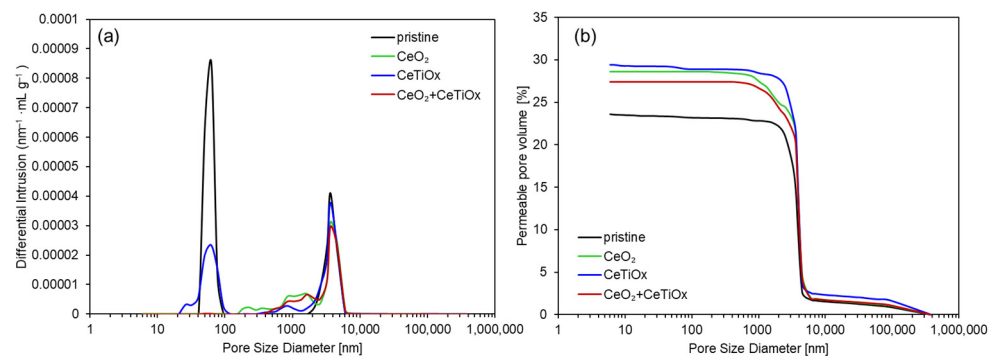 (a)
pristine
CeO₂
CeTiOx
CeO₂+CeTiOx
Differential Intrusion (nm⁻¹ ·mL g⁻¹ )
0.0001
0.00009
0.00008
0.00007
0.00006
0.00005
0.00004
0.00003
0.00002
0.00001
0
1 10 100 1000 10,000 100,000 1,000,000
Pore Size Diameter [nm]
(b)
Permeable pore volume [%]
35
30
25
20
15
10
5
0
pristine
CeO₂
CeTiOx
CeO₂+CeTiOx
1 10 100 1000 10,000 100,000 1,000,000
Pore Size Diameter [nm]